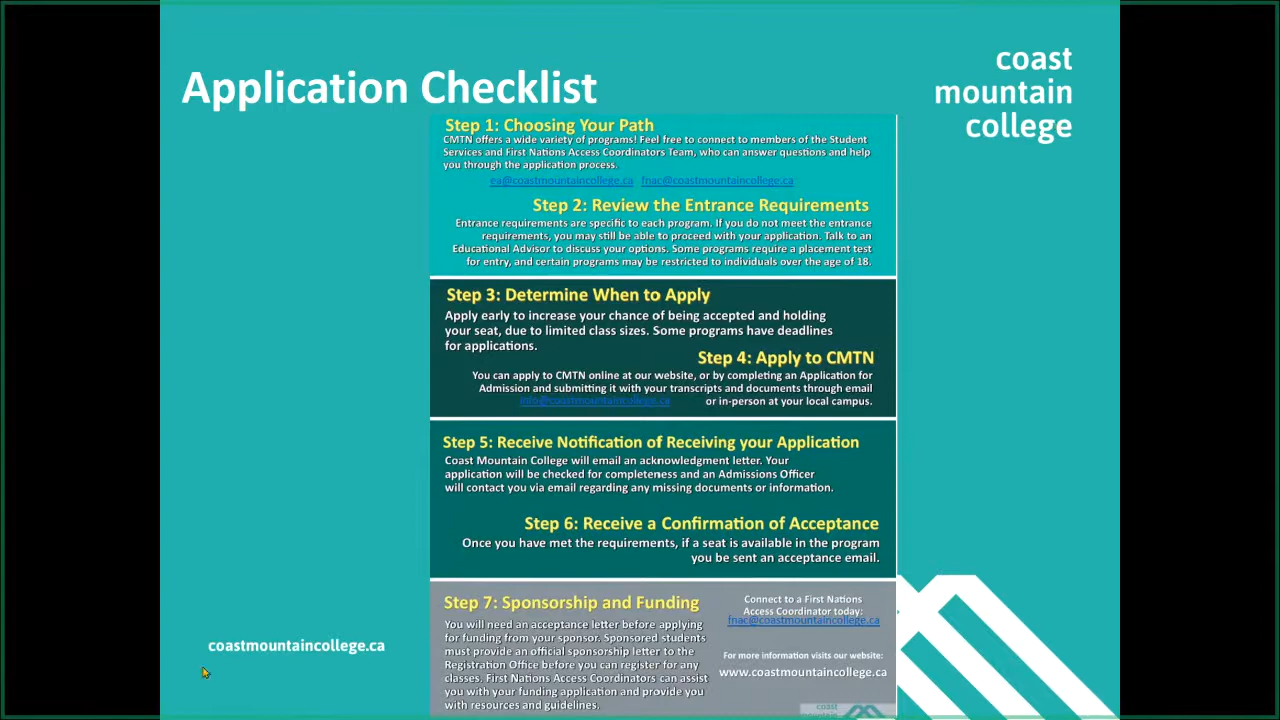 Application Checklist
coast
mountain
college
Step 1: Choosing Your Path
CMTN offers a wide variety of programs! Feel free to connect to members of the Student
Services and First Nations Access Coordinators Team, who can answer questions and help
you through the application process.
ea@coastmountaincollege.ca fnac@coastmountaincollege.ca
Step 2: Review the Entrance Requirements
Entrance requirements are specific to each program. If you do not meet the entrance
requirements, you may still be able to proceed with your application. Talk to an
Educational Advisor to discuss your options. Some programs require a placement test
for entry, and certain programs may be restricted to individuals over the age of 18.
Step 3: Determine When to Apply
Apply early to increase your chance of being accepted and holding
your seat, due to limited class sizes. Some programs have deadlines
for applications.
Step 4: Apply to CMTN
You can apply to CMTN online at our website, or by completing an Application for
Admission and submitting it with your transcripts and documents through email
info@coastmountaincollege.ca or in-person at your local campus.
Step 5: Receive Notification of Receiving your Application
Coast Mountain College will email an acknowledgment letter. Your
application will be checked for completeness and an Admissions Officer
will contact you via email regarding any missing documents or information.
Step 6: Receive a Confirmation of Acceptance
Once you have met the requirements, if a seat is available in the program
you be sent an acceptance email.
Step 7: Sponsorship and Funding
You will need an acceptance letter before applying
for funding from your sponsor. Sponsored students
must provide an official sponsorship letter to the
Registration Office before you can register for any
classes. First Nations Access Coordinators can assist
you with your funding application and provide you
with resources and guidelines.
Connect to a First Nations
Access Coordinator today:
fnac@coastmountaincollege.ca
For more information visits our website:
www.coastmountaincollege.ca
coast
mountain
coastmountaincollege.ca